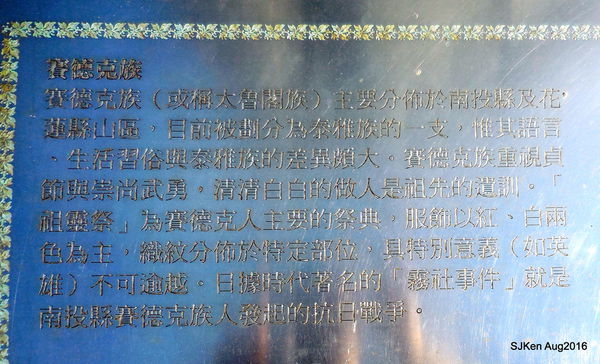 賽德克族
賽德克族（或稱太魯閣族）主要分佈於南投縣及花
蓮縣山區，目前被劃分為泰雅族的一支，惟其語言
、生活習俗與泰雅族的差異頗大。賽德克族重視貞
節與崇尚武勇，清清白白的做人是祖先的遺訓。「
祖靈祭」為賽德克人主要的祭典，服飾以紅、白兩
色為主，織紋分佈於特定部位，具特別意義（如英
雄）不可逾越。日據時代著名的「霧社事件」就是
南投縣賽德克族人發起的抗日戰爭。
SJKen Aug2016